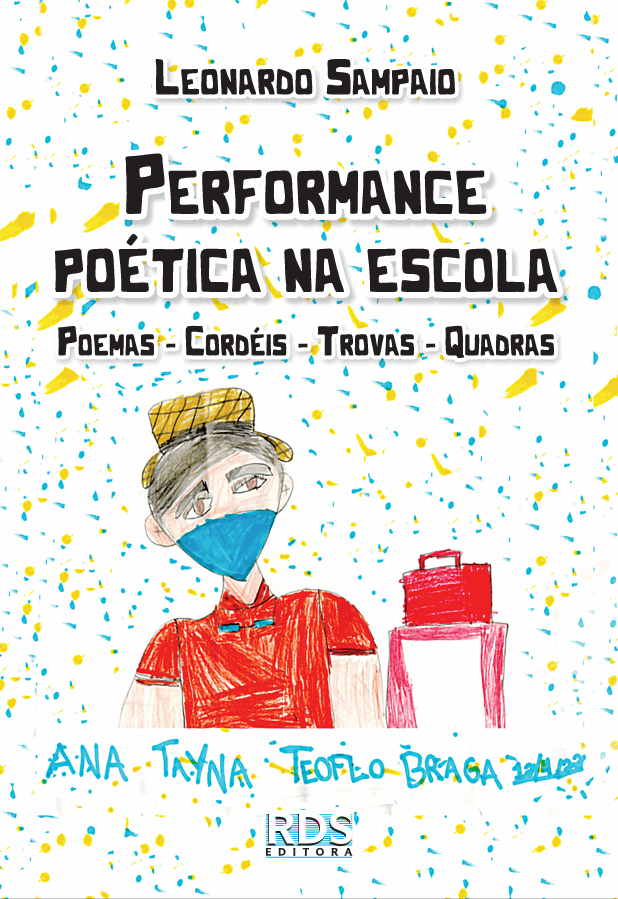 LEONARDO SAMPAIO
PERFORMANCE
POÉTICA NA ESCOLA
POEMAS - CORDÉIS - TROVAS - QUADRAS
ANA TAYNA TEOFLO BRAGA
RDS
EDITORA